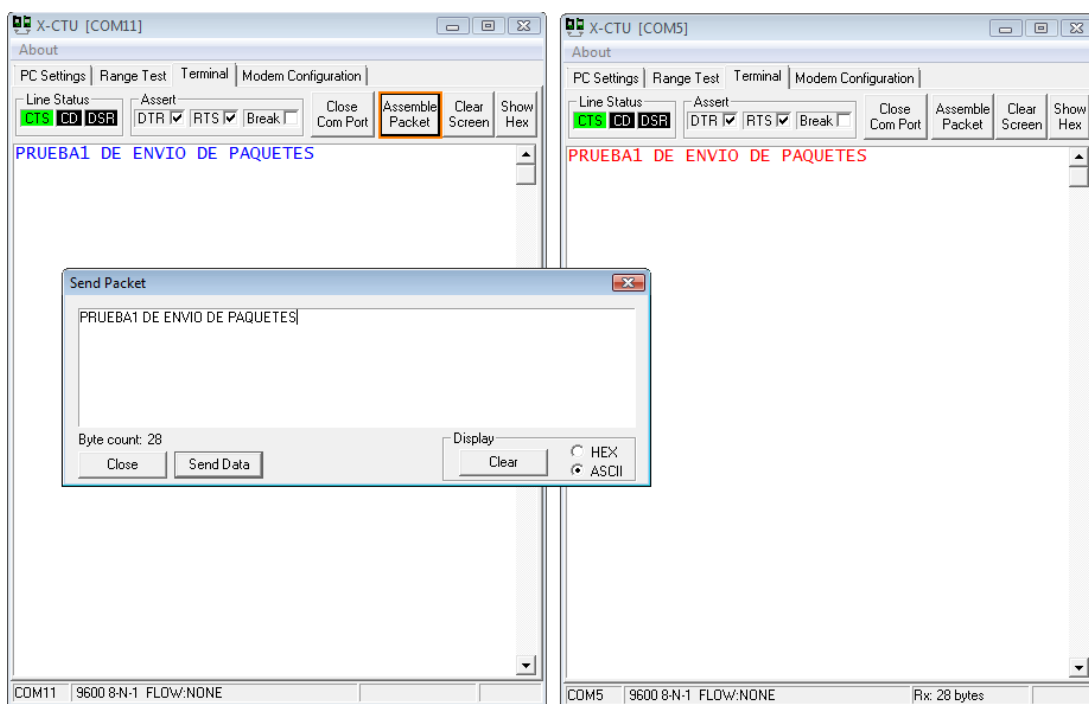 X-CTU [COM11]
About
PC Settings Range Test Terminal Modem Configuration
Line Status
CTS CD DSR
Assert
DTR RTS Break
Close Com Port
Assemble Packet
Clear Screen
Show Hex
PRUEBA1 DE ENVIO DE PAQUETES
COM11 9600 8-N-1 FLOW:NONE
X-CTU [COM5]
About
PC Settings Range Test Terminal Modem Configuration
Line Status
CTS CD DSR
Assert
DTR RTS Break
Close Com Port
Assemble Packet
Clear Screen
Show Hex
PRUEBA1 DE ENVIO DE PAQUETES
COM5 9600 8-N-1 FLOW:NONE Rx: 28 bytes
Send Packet
PRUEBA1 DE ENVIO DE PAQUETES
Byte count: 28
Close Send Data
Display
Clear
HEX
ASCII